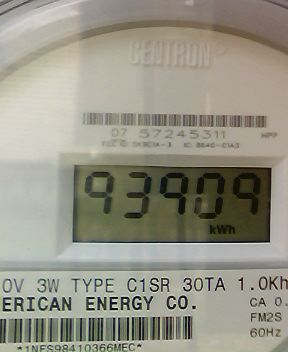 CENTRON
07 57245311 HPP
93909
kWh
0V 3W TYPE C1SR 30TA 1.0Kh
ERICAN ENERGY CO. CA 0.
FM2S
60Hz
*1NFS98410366MEC*